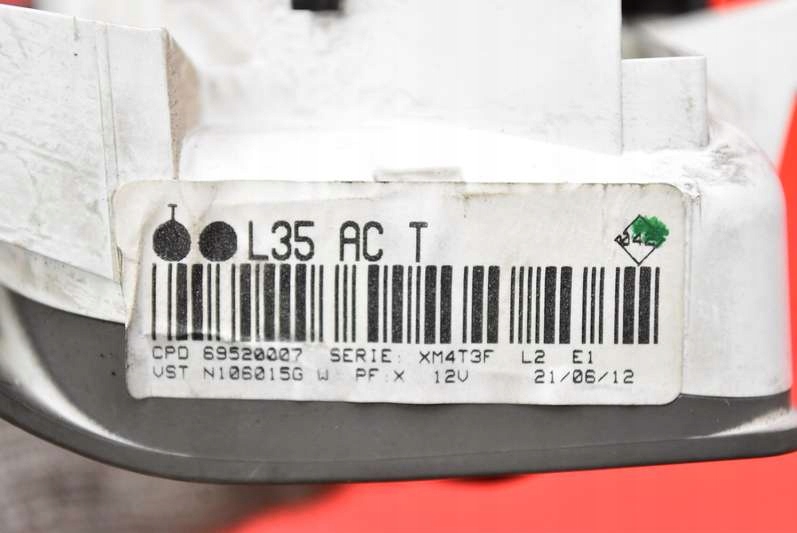 T
L35 AC T
CPD 69520007 SERIE: XM4T3F L2 E1
VST N106015G W PF:X 12V 21/06/12